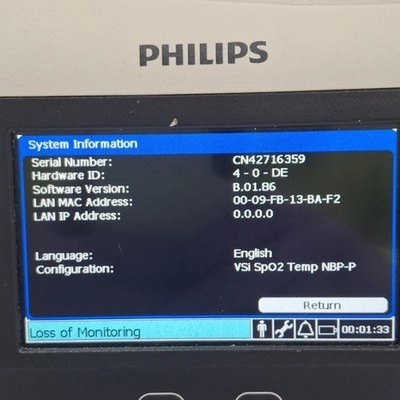 PHILIPS
System Information
Serial Number: CN42716359
Hardware ID: 4 - 0 - DE
Software Version: B.01.86
LAN MAC Address: 00-09-FB-13-BA-F2
LAN IP Address: 0.0.0.0
Language: English
Configuration: VSi SpO2 Temp NBP-P
Return
Loss of Monitoring 00:01:33